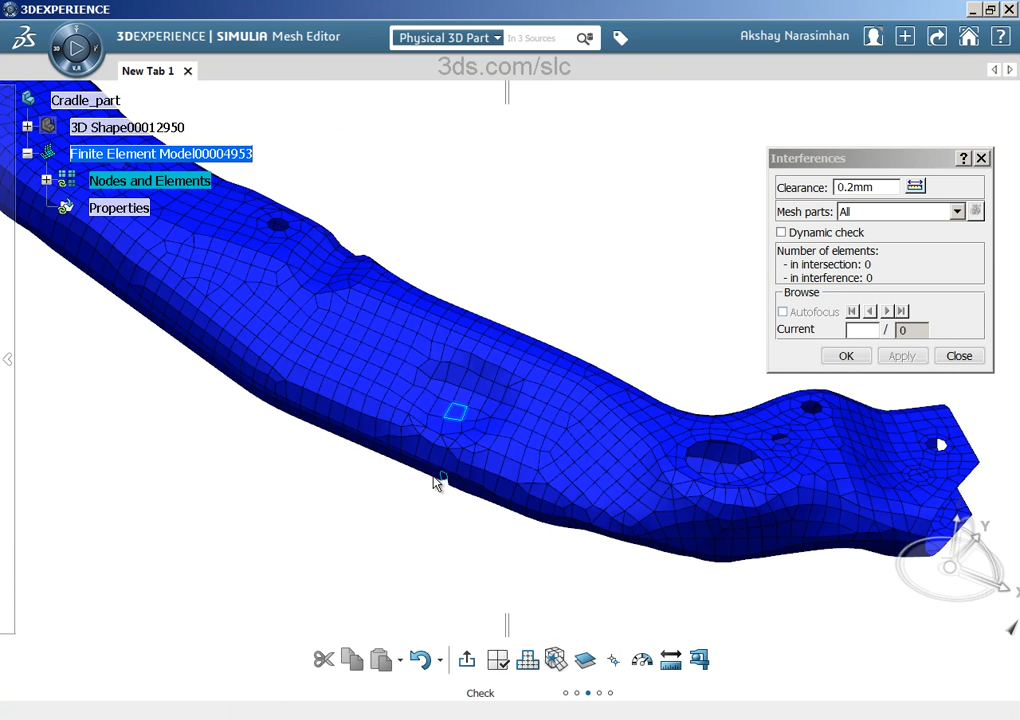 3DEXPERIENCE
3DEXPERIENCE | SIMULIA Mesh Editor
Physical 3D Part
In 3 Sources
Akshay Narasimhan
3D
V.R
New Tab 1
3ds.com/slc
Cradle_part
3D Shape00012950
Finite Element Model00004953
Nodes and Elements
Properties
Interferences
Clearance: 0.2mm
Mesh parts: All
Dynamic check
Number of elements:
- in intersection: 0
- in interference: 0
Browse
Autofocus
Current / 0
OK Apply Close
Y
X
Check